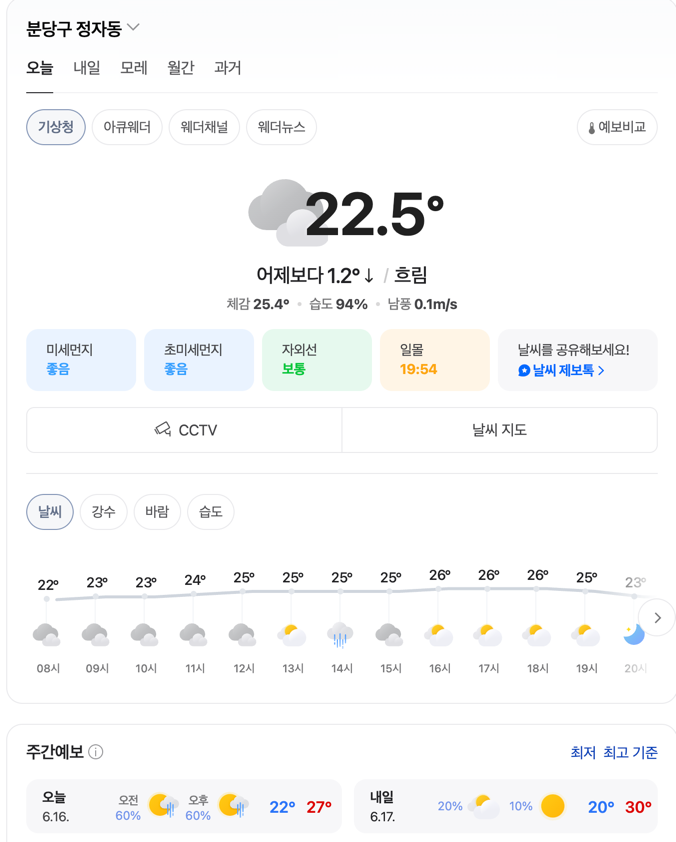 분당구 정자동
오늘 내일 모레 월간 과거
기상청 아큐웨더 웨더채널 웨더뉴스 예보비교
22.5°
어제보다 1.2°↓ / 흐림
체감 25.4° • 습도 94% • 남풍 0.1m/s
미세먼지 초미세먼지 자외선 일몰 날씨를 공유해보세요!
좋음 좋음 보통 19:54 날씨 제보톡 >
CCTV 날씨 지도
날씨 강수 바람 습도
22° 23° 23° 24° 25° 25° 25° 25° 26° 26° 26° 25° 23°
08시 09시 10시 11시 12시 13시 14시 15시 16시 17시 18시 19시 20시
주간예보 최저 최고 기준
오늘 오전 오후 22° 27° 내일 20% 10% 20° 30°
6.16. 60% 60% 6.17.